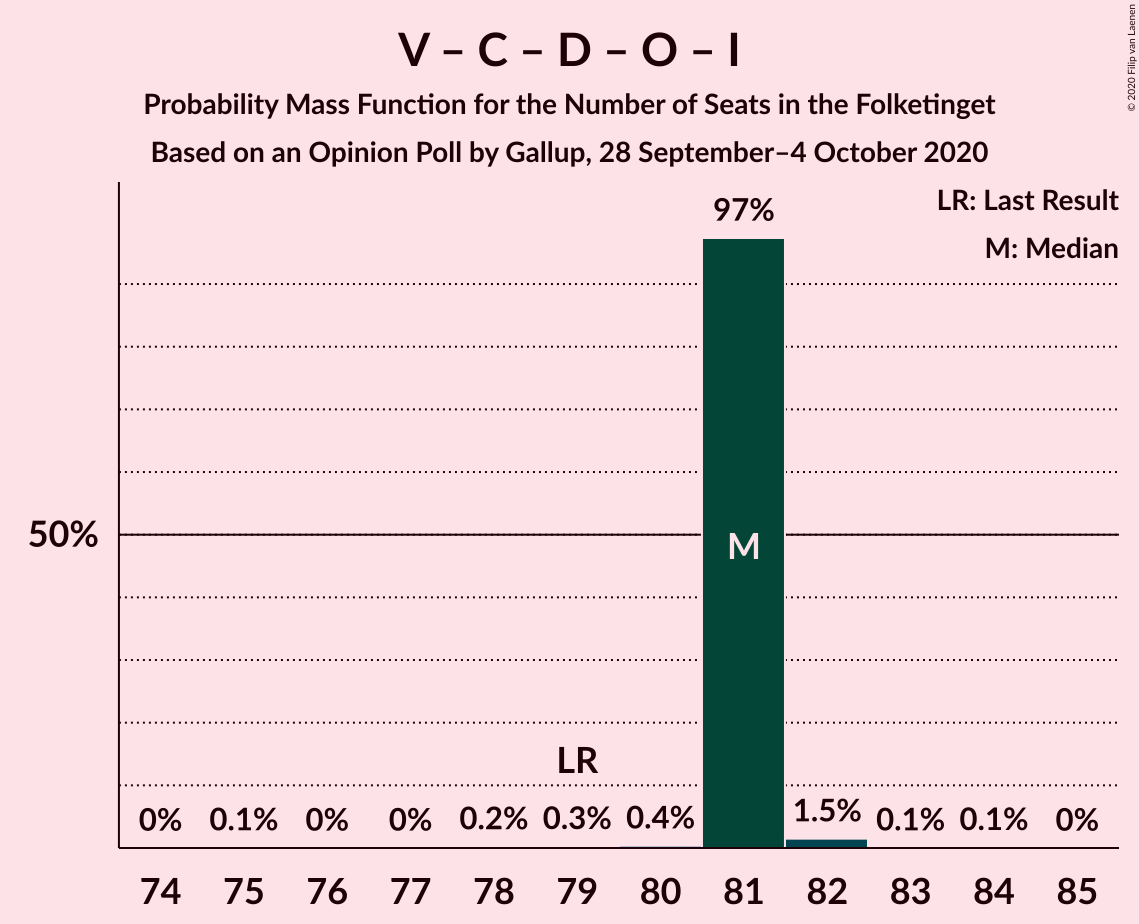 V – C – D – O – I
Probability Mass Function for the Number of Seats in the Folketinget
Based on an Opinion Poll by Gallup, 28 September–4 October 2020
© 2020 Filip van Laenen
LR: Last Result
M: Median
97%
50%
M
LR
0% 0.1% 0% 0% 0.2% 0.3% 0.4% 1.5% 0.1% 0.1% 0%
74 75 76 77 78 79 80 81 82 83 84 85